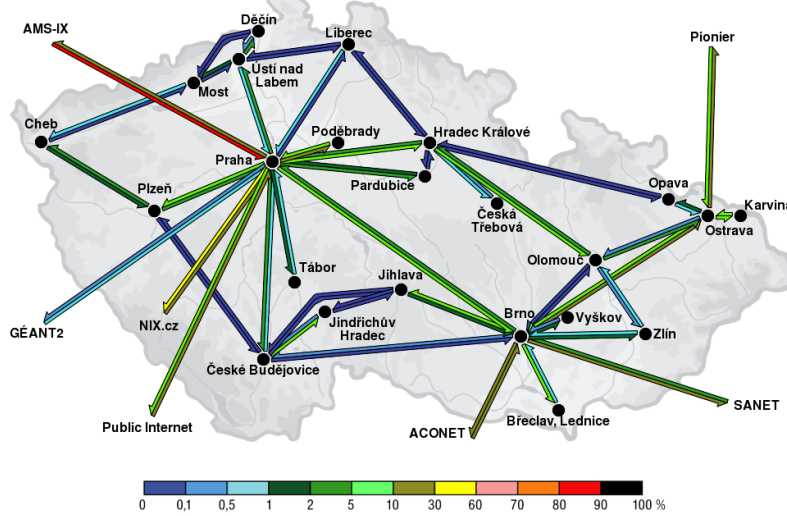 AMS-IX
Děčín
Liberec
Pionier
Ústí nad
Labem
Most
Cheb
Poděbrady
Hradec Králové
Praha
Pardubice
Opava
Karviná
Plzeň
Česká
Třebová
Ostrava
Olomouc
Tábor
Jihlava
GÉANT2
NIX.cz
Jindřichův
Hradec
Brno
Vyškov
Zlín
České Budějovice
SANET
Public Internet
ACONET
Břeclav, Lednice
0 0,1 0,5 1 2 5 10 30 60 70 80 90 100 %